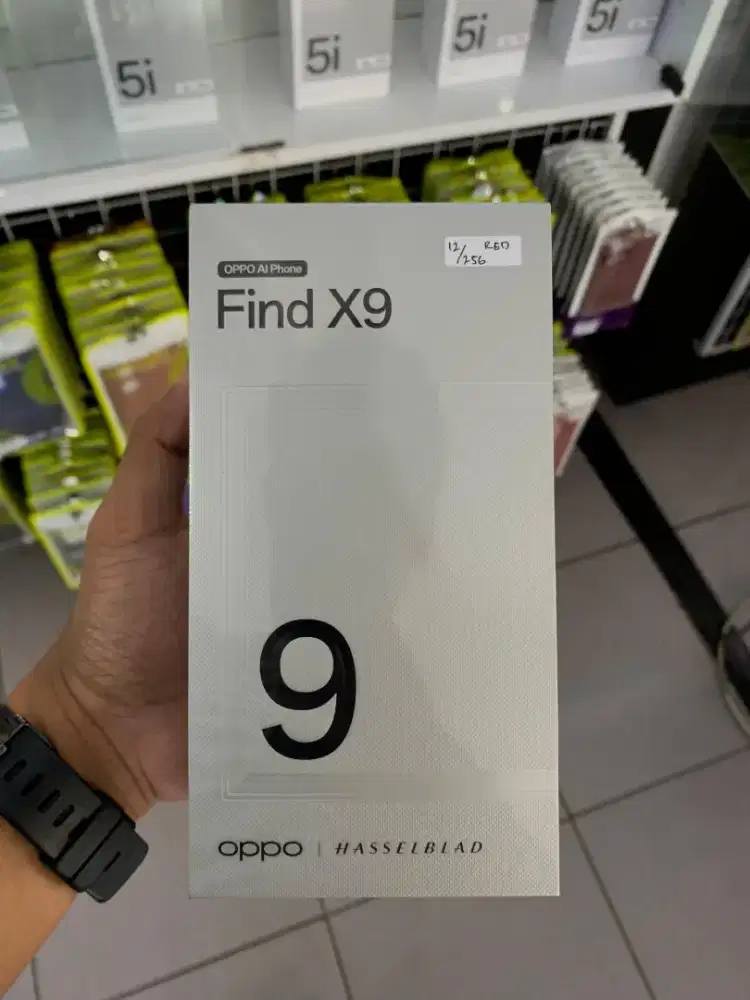 5i
5i
5i
5i
OPPO AI Phone
Find X9
12/256 RED
9
oppo | HASSELBLAD